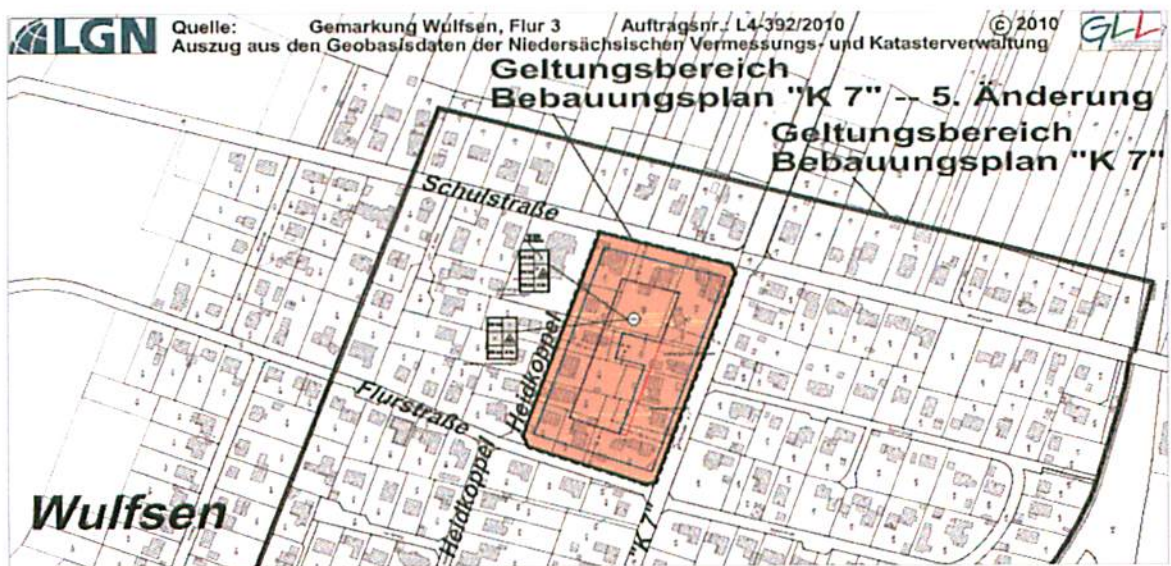 LGN
Quelle: Gemarkung Wulfsen, Flur 3 Auftragsnr.: L4-392/2010 © 2010
Auszug aus den Geobasisdaten der Niedersächsischen Vermessungs- und Katasterverwaltung
GLL
Geltungsbereich
Bebauungsplan "K 7" -- 5. Änderung
Geltungsbereich
Bebauungsplan "K 7"
Schulstraße
Heidkoppel
Flurstraße
Heidkoppel
Wulfsen
"K 7"